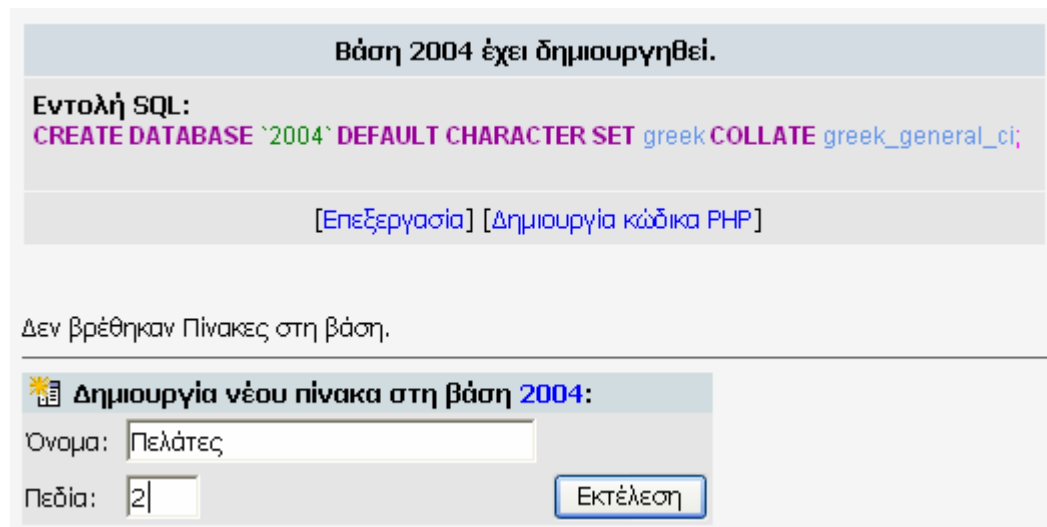 Βάση 2004 έχει δημιουργηθεί.
Εντολή SQL:
CREATE DATABASE `2004` DEFAULT CHARACTER SET greek COLLATE greek_general_ci;
[Επεξεργασία] [Δημιουργία κώδικα PHP]
Δεν βρέθηκαν Πίνακες στη βάση.
Δημιουργία νέου πίνακα στη βάση 2004:
Όνομα: Πελάτες
Πεδία: 2 Εκτέλεση